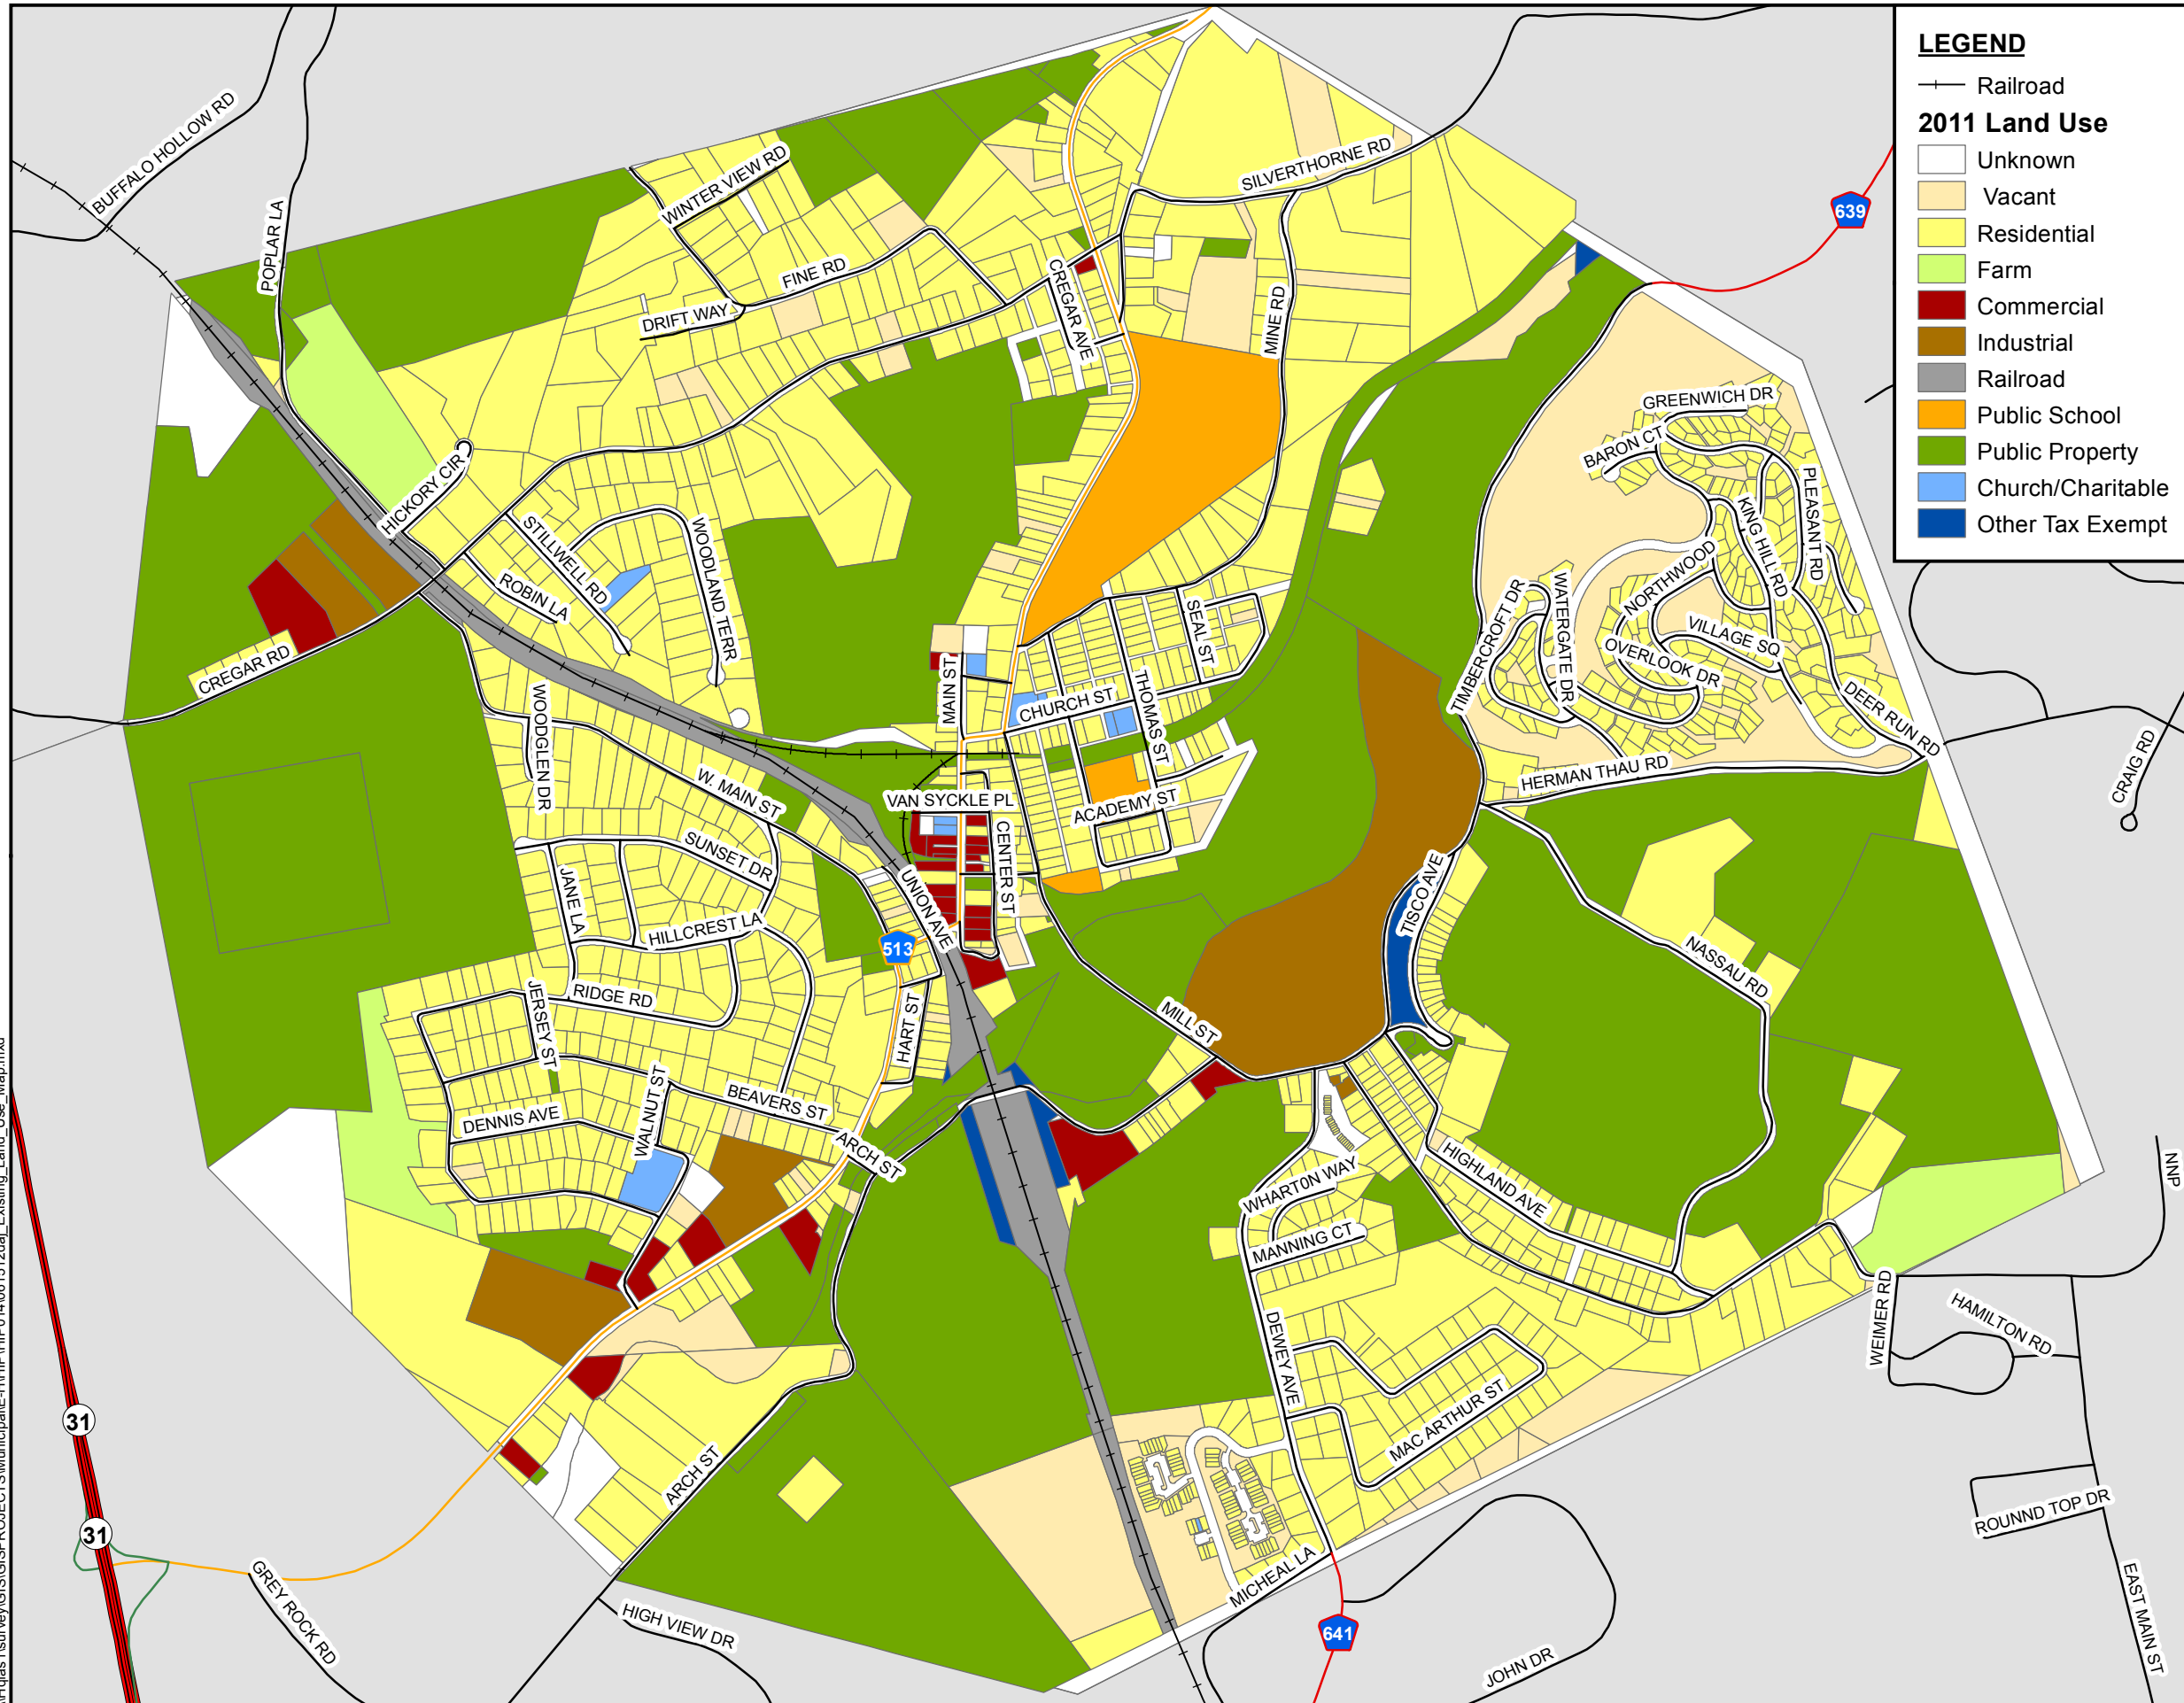 LEGEND
Railroad
2011 Land Use
Unknown
Vacant
Residential
Farm
Commercial
Industrial
Railroad
Public School
Public Property
Church/Charitable
Other Tax Exempt
BUFFALO HOLLOW RD
POPLAR LA
WINTER VIEW RD
SILVERTHORNE RD
639
FINE RD
DRIFT WAY
CREGAR AVE
MINE RD
GREENWICH DR
BARON CT
PLEASANT RD
KING HILL RD
NORTHWOOD
HICKORY CIR
STILLWELL RD
WOODLAND TERR
ROBIN LA
SEAL ST
TIMBERCROFT DR
WATERGATE DR
VILLAGE SQ
OVERLOOK DR
CREGAR RD
MAIN ST
CHURCH ST
THOMAS ST
DEER RUN RD
WOODGLEN DR
W. MAIN ST
HERMAN THAU RD
CRAIG RD
VAN SYCKLE PL
ACADEMY ST
CENTER ST
SUNSET DR
JANE LA
UNION AVE
TISCO AVE
HILLCREST LA
513
NASSAU RD
RIDGE RD
JERSEY ST
HART ST
MILL ST
WALNUT ST
BEAVERS ST
DENNIS AVE
ARCH ST
WHARTON WAY
HIGHLAND AVE
NNIP
MANNING CT
WEIMER RD
HAMILTON RD
DEWEY AVE
MAC ARTHUR ST
31
ARCH ST
ROUNND TOP DR
31
GREY ROCK RD
HIGH VIEW DR
MICHEAL LA
641
JOHN DR
EAST MAIN ST